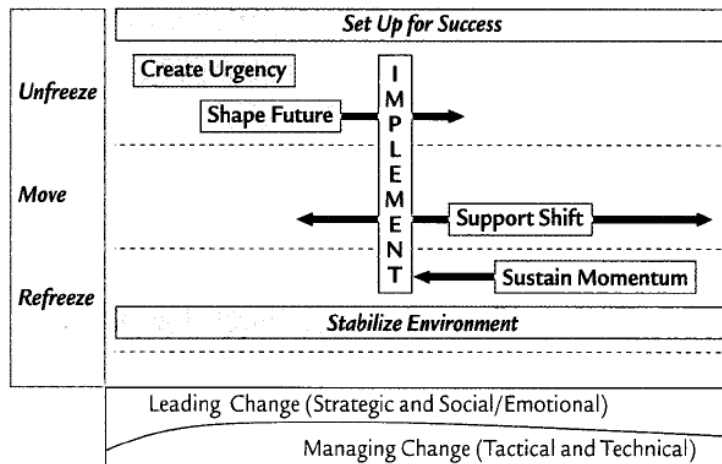 Set Up for Success
Unfreeze
Create Urgency
Shape Future
IMPLEMENT
Move
Support Shift
Sustain Momentum
Refreeze
Stabilize Environment
Leading Change (Strategic and Social/Emotional)
Managing Change (Tactical and Technical)